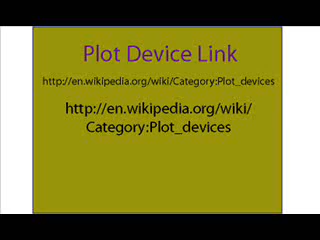 Plot Device Link
http://en.wikipedia.org/wiki/Category:Plot_devices
http://en.wikipedia.org/wiki/
Category:Plot_devices